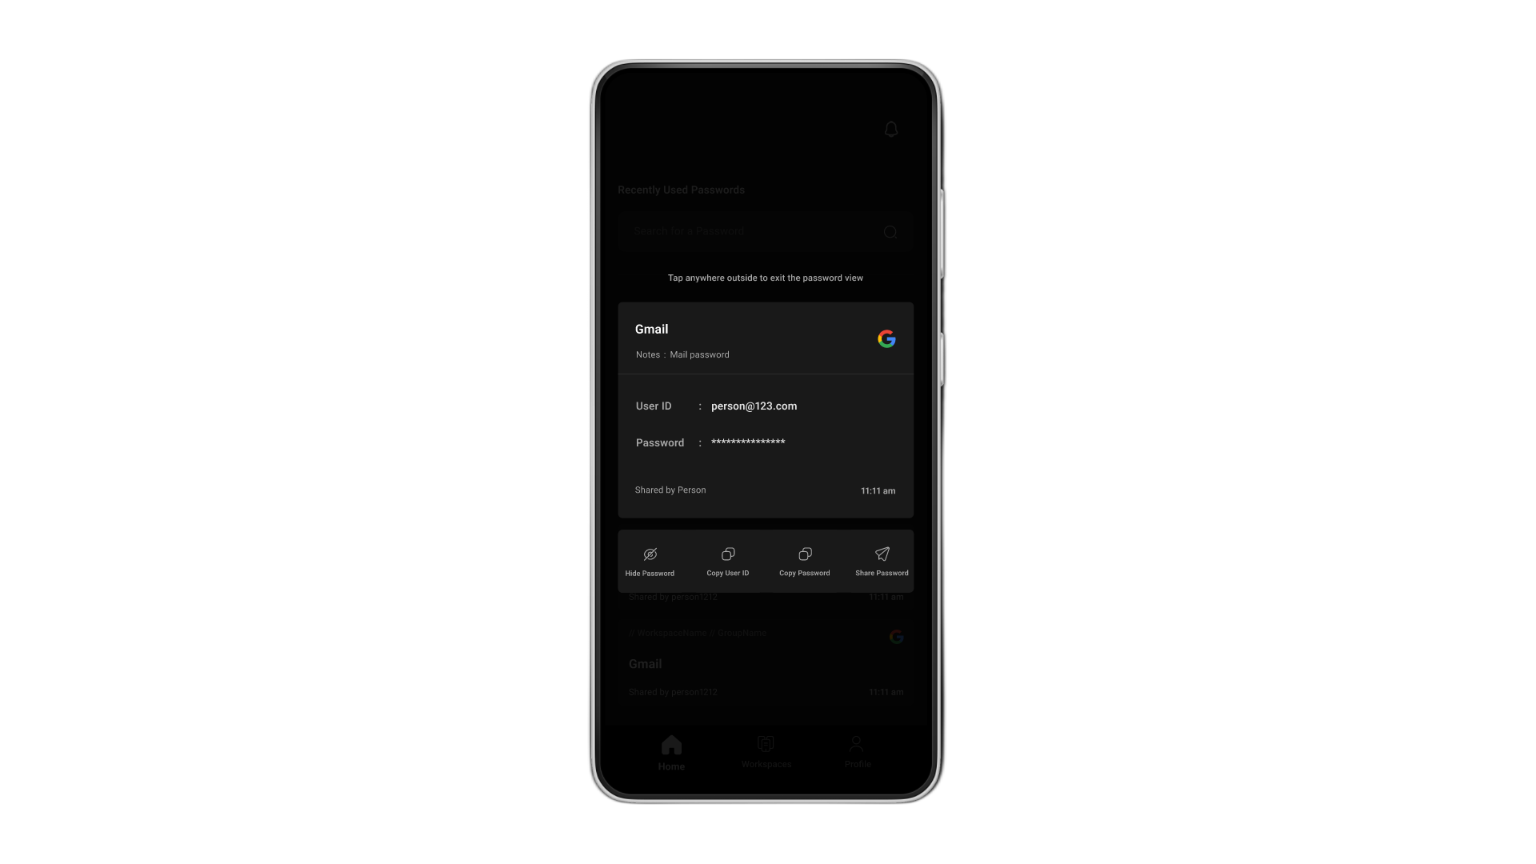 Recently Used Passwords
Search for a Password
Tap anywhere outside to exit the password view
Gmail
Notes : Mail password
User ID : person@123.com
Password : ***************
Shared by Person 11:11 am
Hide Password Copy User ID Copy Password Share Password
Shared by person1212 11:11 am
# WorkspaceName # GroupName
Gmail
Shared by person1212 11:11 am
Home Workspaces Profile